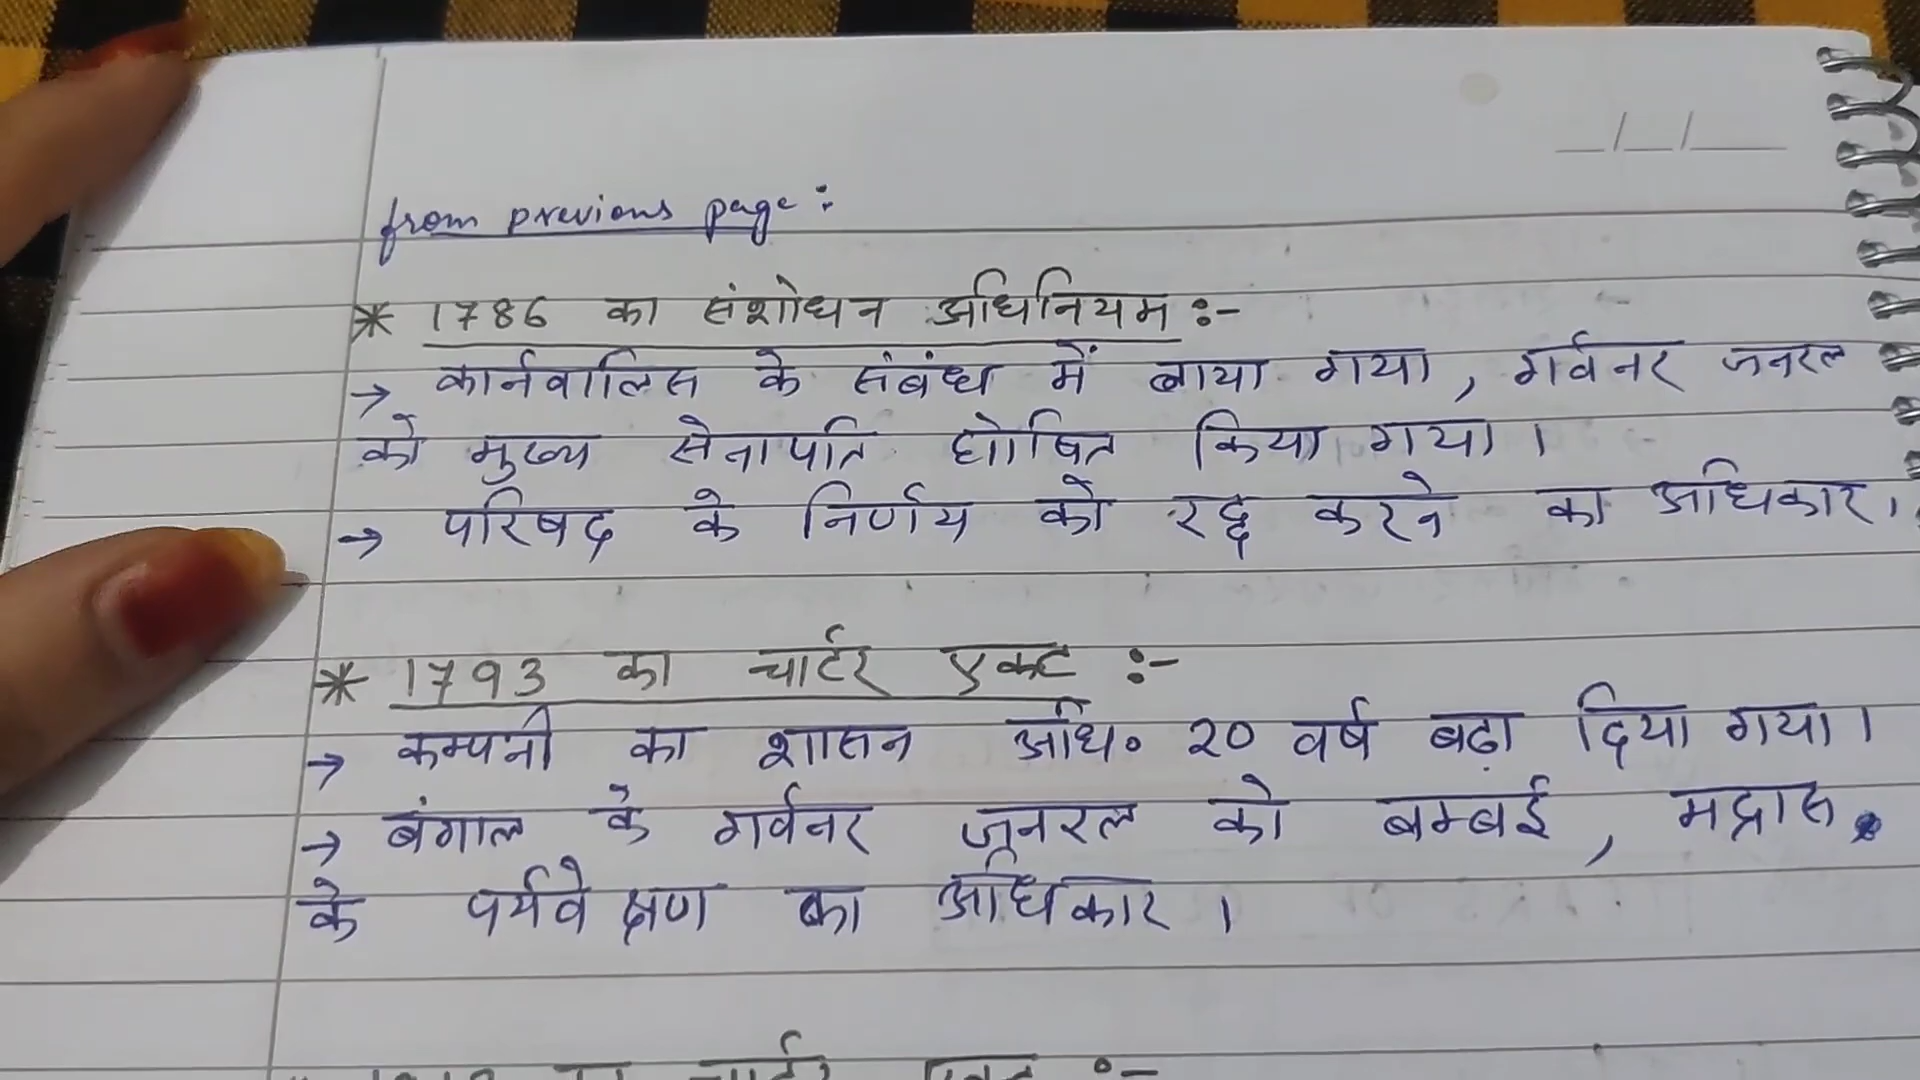 from previous page :
* 1786 का संशोधन अधिनियम :-
→ कार्नवालिस के संबंध में लाया गया, गर्वनर जनरल
को मुख्य सेनापति घोषित किया गया।
→ परिषद के निर्णय को रद्द करने का अधिकार।
* 1793 का चार्टर एक्ट :-
→ कम्पनी का शासन अधि॰ 20 वर्ष बढ़ा दिया गया।
→ बंगाल के गर्वनर जनरल को बम्बई, मद्रास
के पर्यवेक्षण का अधिकार।
चार्टर एक्ट :-